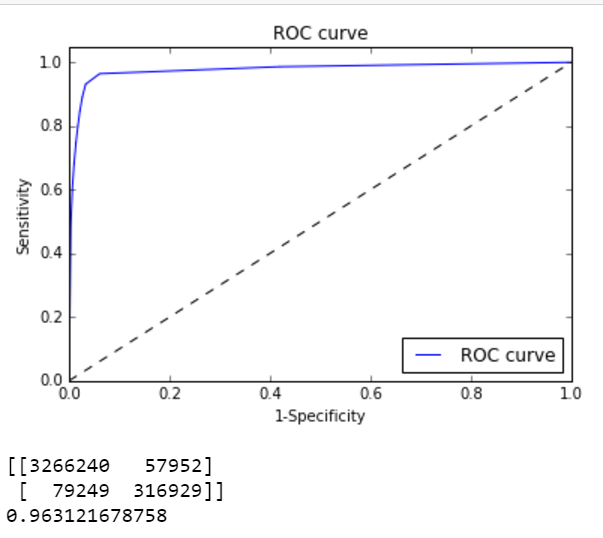 ROC curve
1.0
0.8
0.6
0.4
0.2
0.0
Sensitivity
ROC curve
0.0 0.2 0.4 0.6 0.8 1.0
1-Specificity
[[3266240 57952]
[ 79249 316929]]
0.963121678758